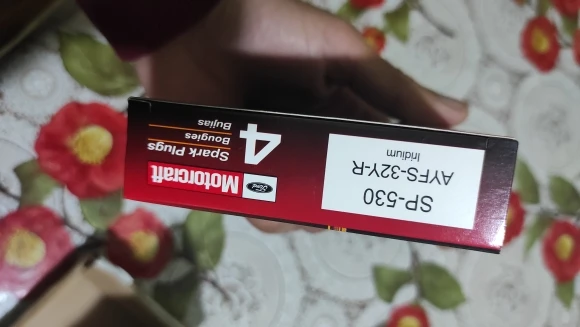 SP-530
AYFS-32Y-R
Iridium
Ford
Motorcraft
4
Spark Plugs
Bougies
Bujías